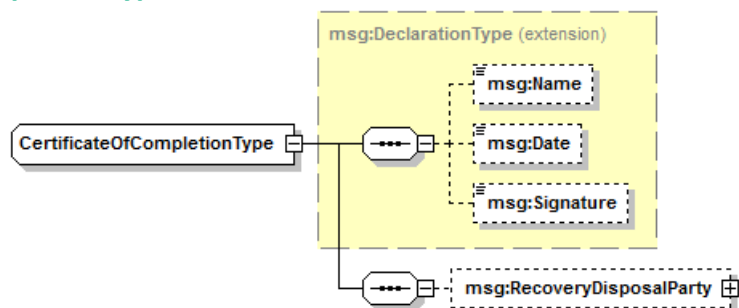 msg:DeclarationType (extension)
msg:Name
CertificateOfCompletionType
msg:Date
msg:Signature
msg:RecoveryDisposalParty